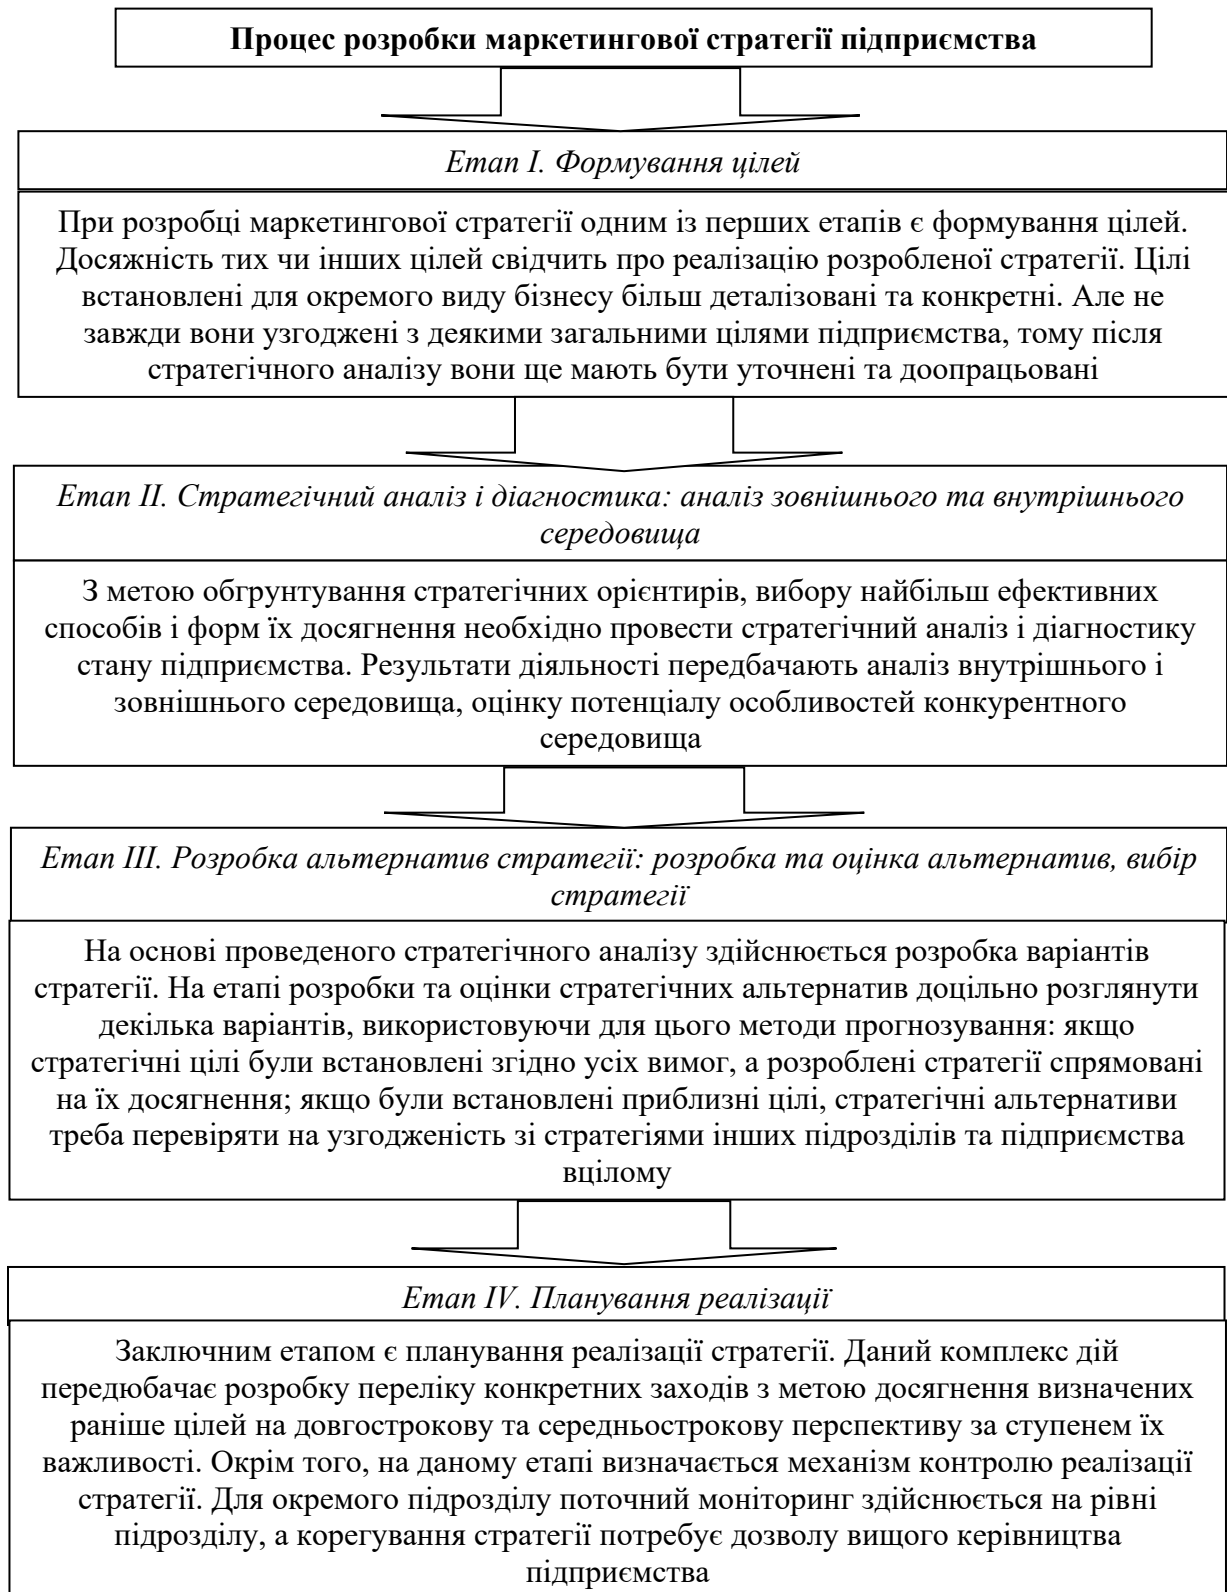 Процес розробки маркетингової стратегії підприємства
Етап I. Формування цілей
При розробці маркетингової стратегії одним із перших етапів є формування цілей.
Досяжність тих чи інших цілей свідчить про реалізацію розробленої стратегії. Цілі
встановлені для окремого виду бізнесу більш деталізовані та конкретні. Але не
завжди вони узгоджені з деякими загальними цілями підприємства, тому після
стратегічного аналізу вони ще мають бути уточнені та доопрацьовані
Етап II. Стратегічний аналіз і діагностика: аналіз зовнішнього та внутрішнього
середовища
З метою обгрунтування стратегічних орієнтирів, вибору найбільш ефективних
способів і форм їх досягнення необхідно провести стратегічний аналіз і діагностику
стану підприємства. Результати діяльності передбачають аналіз внутрішнього і
зовнішнього середовища, оцінку потенціалу особливостей конкурентного
середовища
Етап III. Розробка альтернатив стратегії: розробка та оцінка альтернатив, вибір
стратегії
На основі проведеного стратегічного аналізу здійснюється розробка варіантів
стратегії. На етапі розробки та оцінки стратегічних альтернатив доцільно розглянути
декілька варіантів, використовуючи для цього методи прогнозування: якщо
стратегічні цілі були встановлені згідно усіх вимог, а розроблені стратегії спрямовані
на їх досягнення; якщо були встановлені приблизні цілі, стратегічні альтернативи
треба перевіряти на узгодженість зі стратегіями інших підрозділів та підприємства
вцілому
Етап IV. Планування реалізації
Заключним етапом є планування реалізації стратегії. Даний комплекс дій
передюбачає розробку переліку конкретних заходів з метою досягнення визначених
раніше цілей на довгострокову та середньострокову перспективу за ступенем їх
важливості. Окрім того, на даному етапі визначається механізм контролю реалізації
стратегії. Для окремого підрозділу поточний моніторинг здійснюється на рівні
підрозділу, а корегування стратегії потребує дозволу вищого керівництва
підприємства